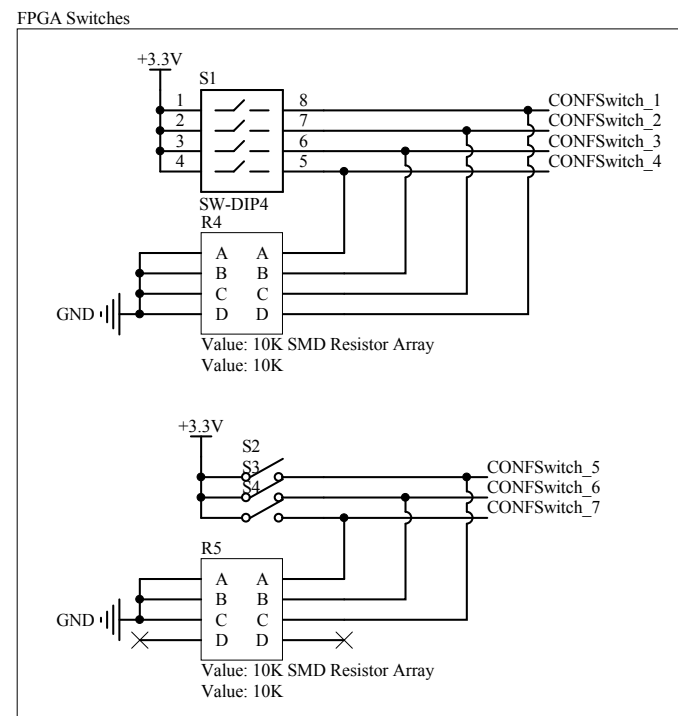 FPGA Switches
+3.3V
S1
1 8 CONFSwitch_1
2 7 CONFSwitch_2
3 6 CONFSwitch_3
4 5 CONFSwitch_4
SW-DIP4
R4
A A
B B
C C
GND D D
Value: 10K SMD Resistor Array
Value: 10K
+3.3V
S2
S3 CONFSwitch_5
S4 CONFSwitch_6
CONFSwitch_7
R5
A A
B B
GND C C
D D
Value: 10K SMD Resistor Array
Value: 10K